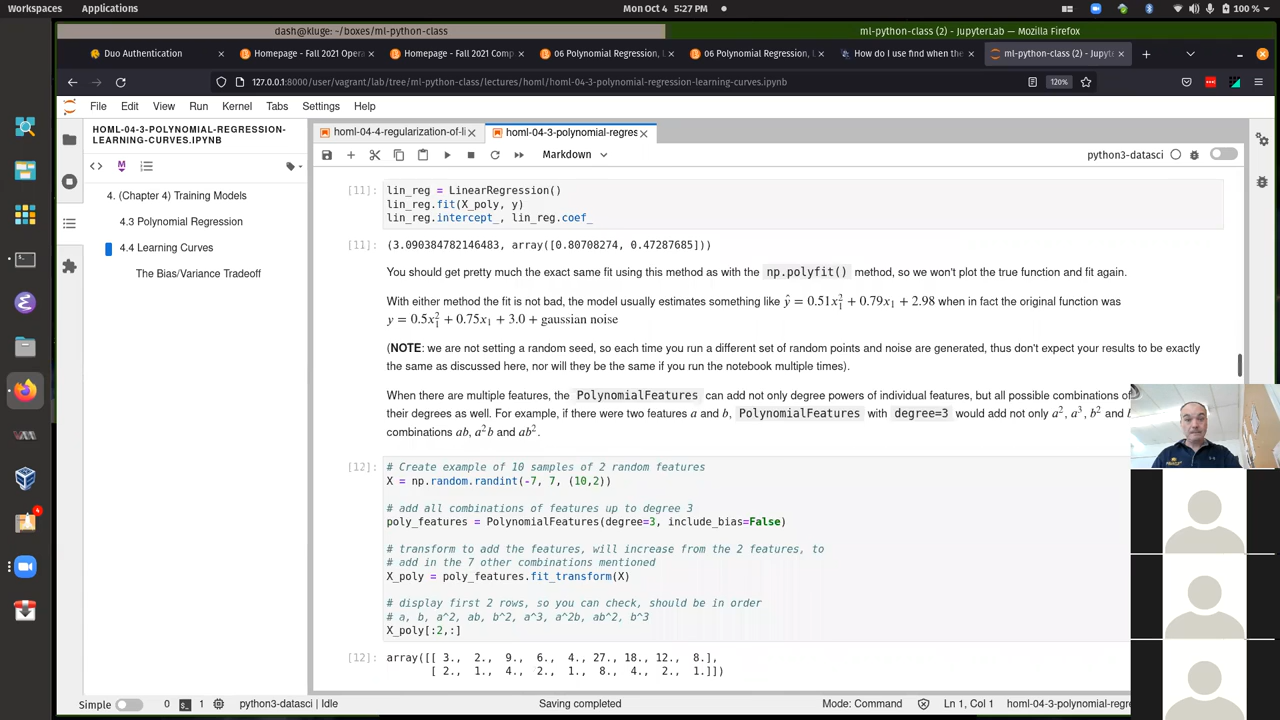 Workspaces Applications Mon Oct 4 5:27 PM 100 %
dash@kluge: ~/boxes/ml-python-class ml-python-class (2) - JupyterLab — Mozilla Firefox
Duo Authentication Homepage - Fall 2021 Oper Homepage - Fall 2021 Comp 06 Polynomial Regression, L 06 Polynomial Regression, L How do I use find when the ml-python-class (2) - Jupyte
127.0.0.1:8000/user/vagrant/lab/tree/ml-python-class/lectures/homl/homl-04-3-polynomial-regression-learning-curves.ipynb 120%
File Edit View Run Kernel Tabs Settings Help
HOML-04-3-POLYNOMIAL-REGRESSION-
LEARNING-CURVES.IPYNB
4. (Chapter 4) Training Models
4.3 Polynomial Regression
4.4 Learning Curves
The Bias/Variance Tradeoff
homl-04-4-regularization-of-li homl-04-3-polynomial-regres
Markdown python3-datasci
[11]: lin_reg = LinearRegression()
lin_reg.fit(X_poly, y)
lin_reg.intercept_, lin_reg.coef_
[11]: (3.090384782146483, array([0.80708274, 0.47287685]))
You should get pretty much the exact same fit using this method as with the np.polyfit() method, so we won't plot the true function and fit again.
With either method the fit is not bad, the model usually estimates something like ŷ = 0.51x₁² + 0.79x₁ + 2.98 when in fact the original function was
y = 0.5x₁² + 0.75x₁ + 3.0 + gaussian noise
(NOTE: we are not setting a random seed, so each time you run a different set of random points and noise are generated, thus don't expect your results to be exactly
the same as discussed here, nor will they be the same if you run the notebook multiple times).
When there are multiple features, the PolynomialFeatures can add not only degree powers of individual features, but all possible combinations of
their degrees as well. For example, if there were two features a and b, PolynomialFeatures with degree=3 would add not only a², a³, b² and
combinations ab, a²b and ab².
[12]: # Create example of 10 samples of 2 random features
X = np.random.randint(-7, 7, (10,2))
# add all combinations of features up to degree 3
poly_features = PolynomialFeatures(degree=3, include_bias=False)
# transform to add the features, will increase from the 2 features, to
# add in the 7 other combinations mentioned
X_poly = poly_features.fit_transform(X)
# display first 2 rows, so you can check, should be in order
# a, b, a^2, ab, b^2, a^3, a^2b, ab^2, b^3
X_poly[:2,:]
[12]: array([[ 3., 2., 9., 6., 4., 27., 18., 12., 8.],
[ 2., 1., 4., 2., 1., 8., 4., 2., 1.]])
Simple 0 1 python3-datasci | Idle Saving completed Mode: Command Ln 1, Col 1 homl-04-3-polynomial-regre